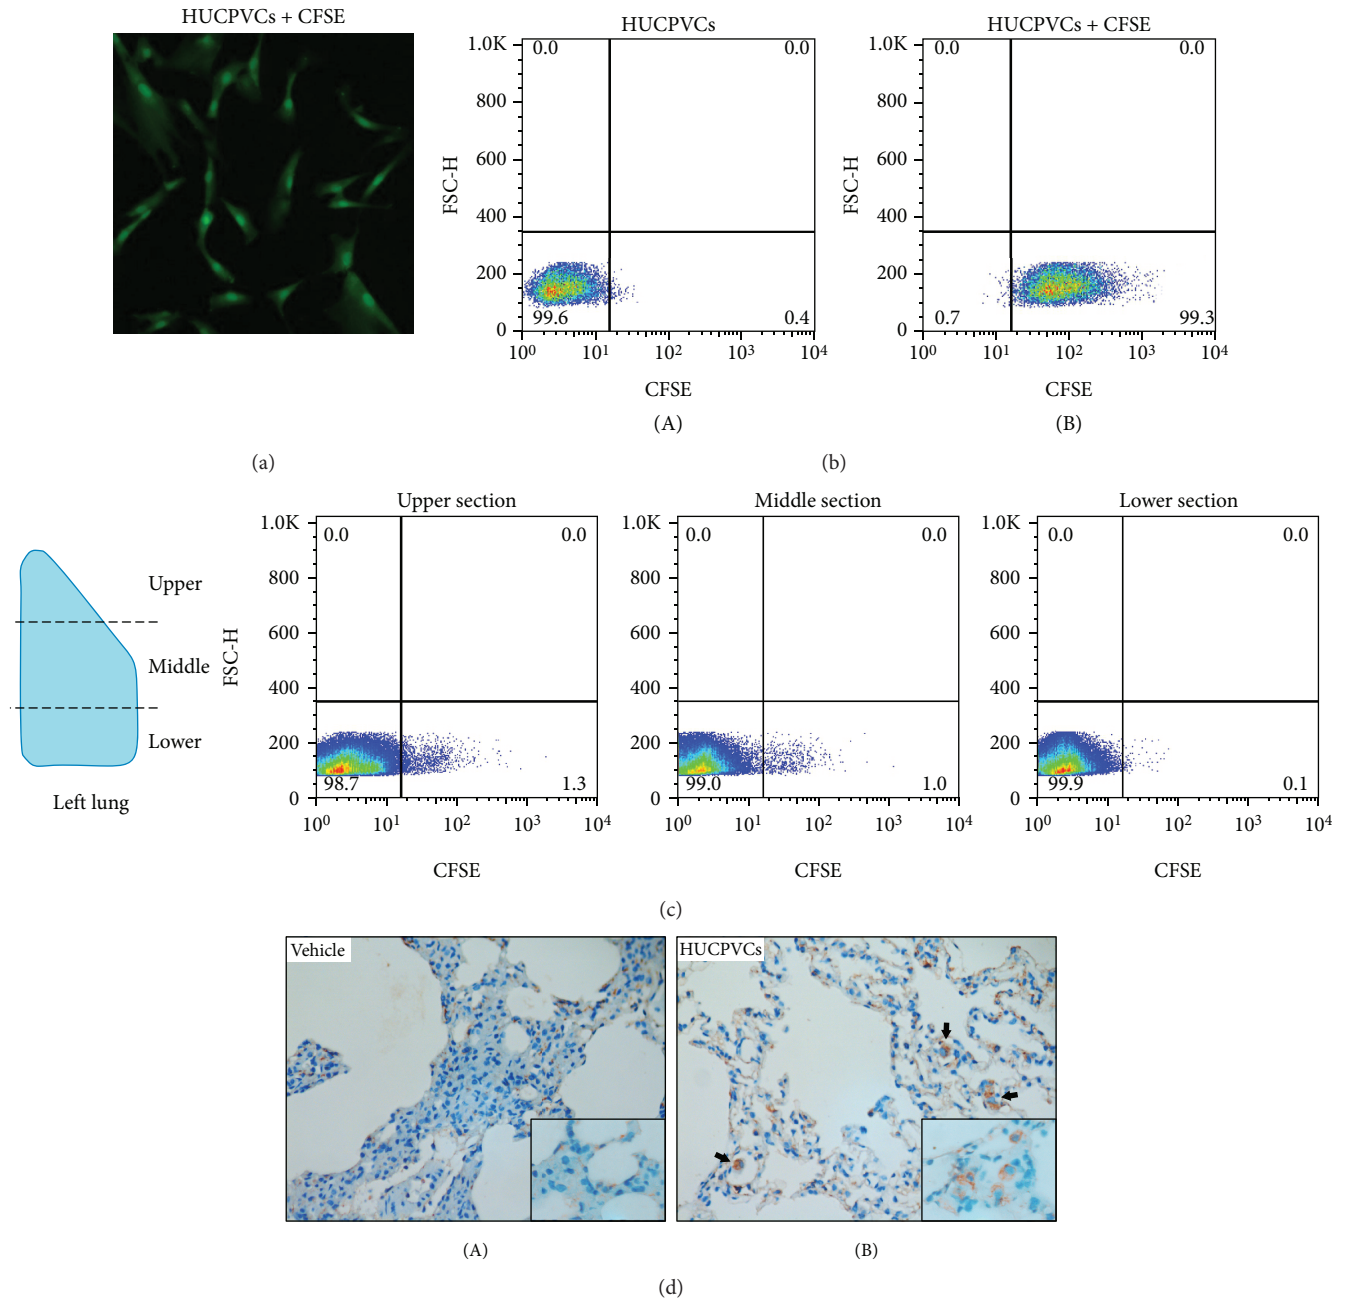 HUCPVCs + CFSE
HUCPVCs
HUCPVCs + CFSE
1.0K
0.0
0.0
800
600
400
200
0
FSC-H
99.6
0.4
10⁰ 10¹ 10² 10³ 10⁴
CFSE
(A)
1.0K
0.0
0.0
800
600
400
200
0
FSC-H
0.7
99.3
10⁰ 10¹ 10² 10³ 10⁴
CFSE
(B)
(a)
(b)
Upper
Middle
Lower
Left lung
Upper section
1.0K
0.0
0.0
800
600
400
200
0
FSC-H
98.7
1.3
10⁰ 10¹ 10² 10³ 10⁴
CFSE
Middle section
1.0K
0.0
0.0
800
600
400
200
0
99.0
1.0
10⁰ 10¹ 10² 10³ 10⁴
CFSE
Lower section
1.0K
0.0
0.0
800
600
400
200
0
99.9
0.1
10⁰ 10¹ 10² 10³ 10⁴
CFSE
(c)
Vehicle
HUCPVCs
(A)
(B)
(d)